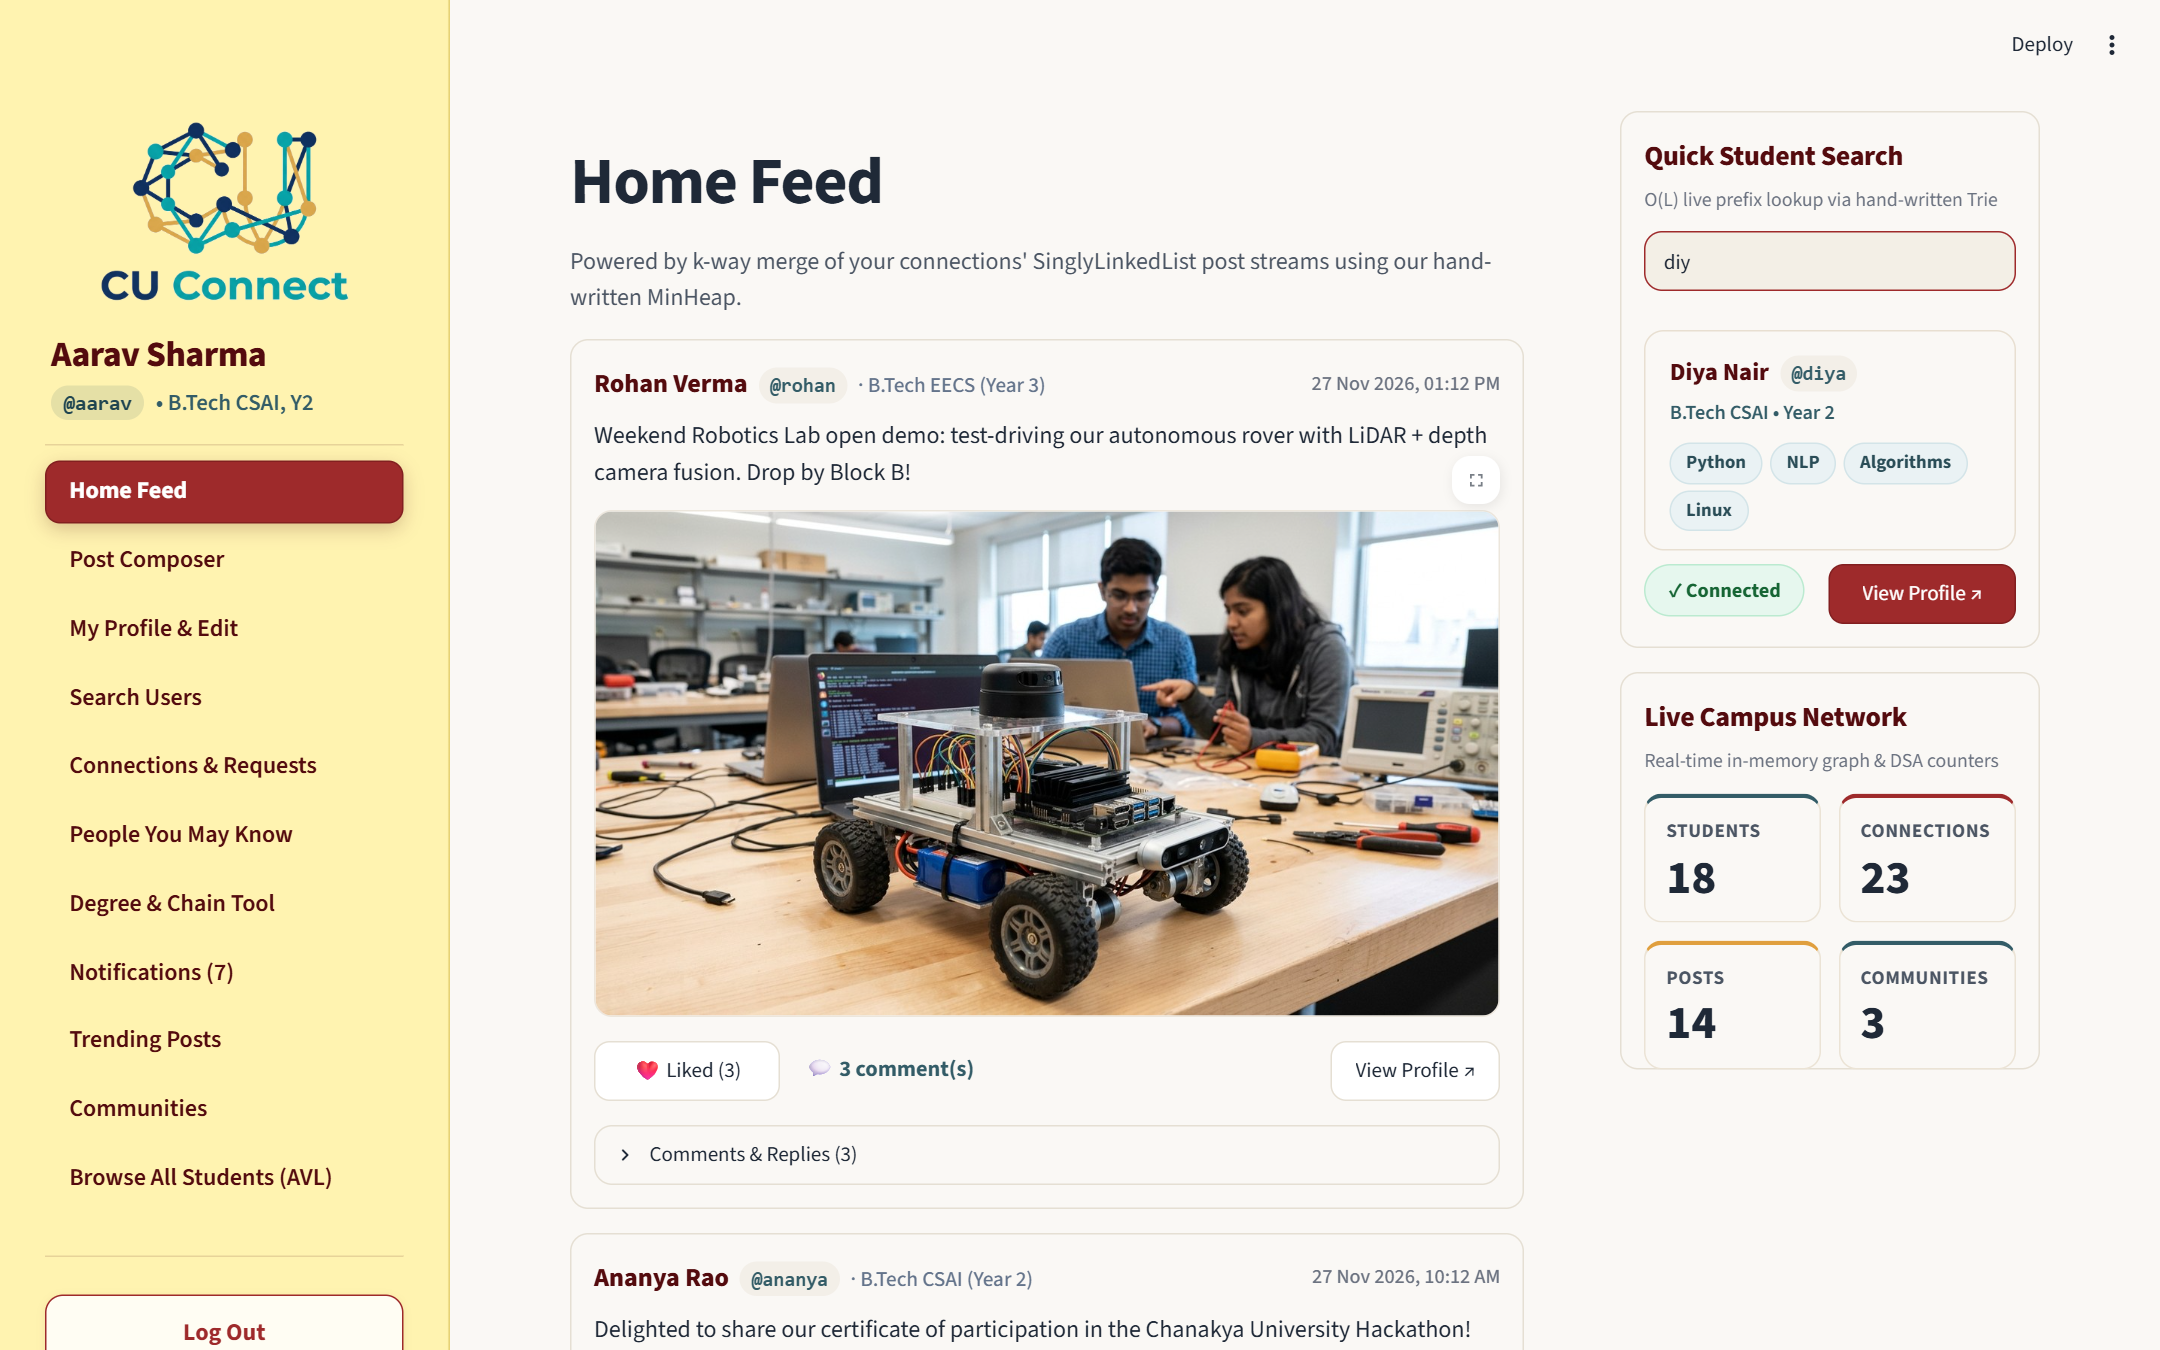 Deploy
CU Connect
Aarav Sharma
@aarav • B.Tech CSAI, Y2
Home Feed
Post Composer
My Profile & Edit
Search Users
Connections & Requests
People You May Know
Degree & Chain Tool
Notifications (7)
Trending Posts
Communities
Browse All Students (AVL)
Log Out
Home Feed
Powered by k-way merge of your connections' SinglyLinkedList post streams using our hand-
written MinHeap.
Rohan Verma @rohan · B.Tech EECS (Year 3) 27 Nov 2026, 01:12 PM
Weekend Robotics Lab open demo: test-driving our autonomous rover with LiDAR + depth
camera fusion. Drop by Block B!
❤️ Liked (3) 💬 3 comment(s) View Profile ↗
Comments & Replies (3)
Ananya Rao @ananya · B.Tech CSAI (Year 2) 27 Nov 2026, 10:12 AM
Delighted to share our certificate of participation in the Chanakya University Hackathon!
Quick Student Search
O(L) live prefix lookup via hand-written Trie
diy
Diya Nair @diya
B.Tech CSAI • Year 2
Python NLP Algorithms
Linux
✓ Connected View Profile ↗
Live Campus Network
Real-time in-memory graph & DSA counters
STUDENTS CONNECTIONS
18 23
POSTS COMMUNITIES
14 3